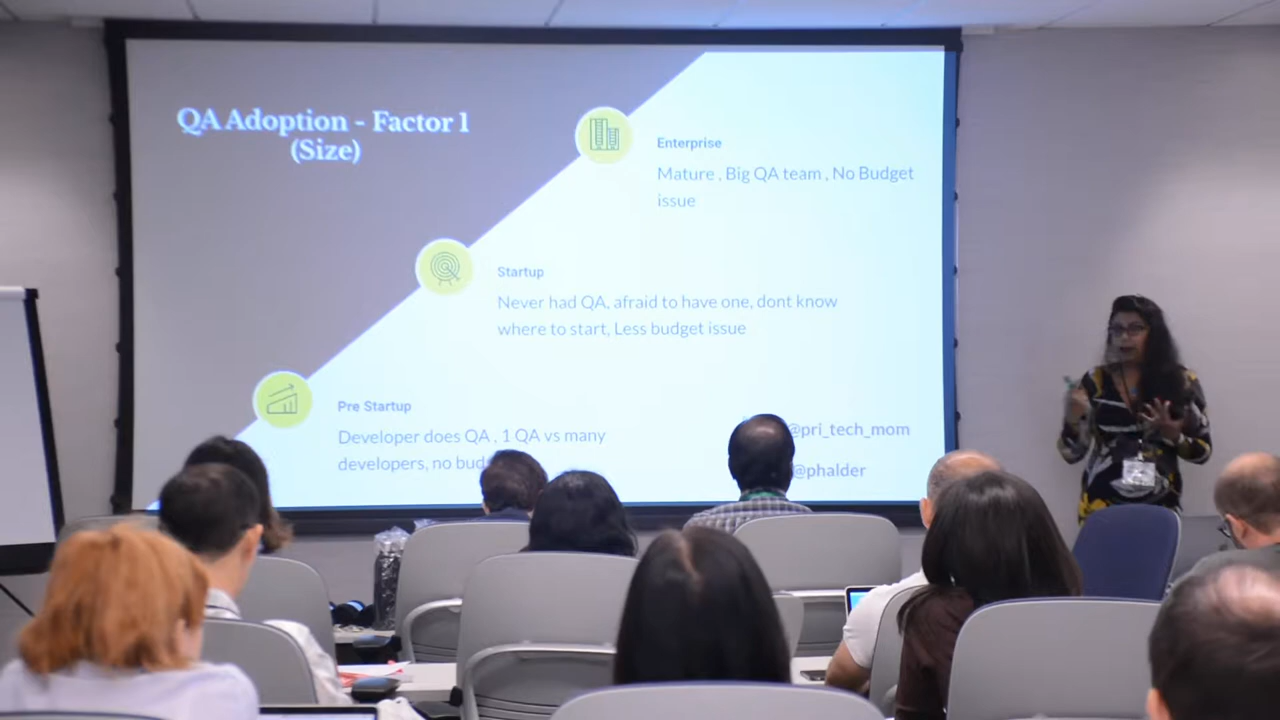 QA Adoption - Factor 1
(Size)
Enterprise
Mature , Big QA team , No Budget
issue
Startup
Never had QA, afraid to have one, dont know
where to start, Less budget issue
Pre Startup
Developer does QA , 1 QA vs many
developers, no
@pri_tech_mom
@phalder